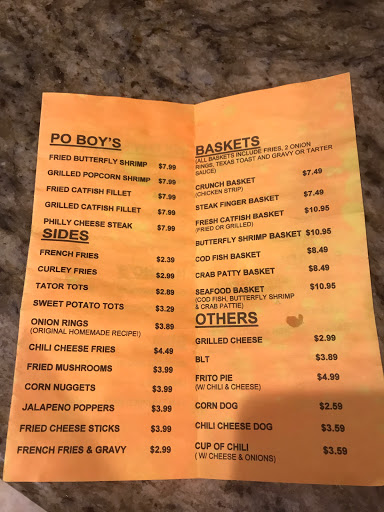 PO BOY'S
FRIED BUTTERFLY SHRIMP $7.99
GRILLED POPCORN SHRIMP $7.99
FRIED CATFISH FILLET $7.99
GRILLED CATFISH FILLET $7.99
PHILLY CHEESE STEAK $7.99
SIDES
FRENCH FRIES $2.39
CURLEY FRIES $2.99
TATOR TOTS $2.89
SWEET POTATO TOTS $3.29
ONION RINGS $3.89
(ORIGINAL HOMEMADE RECIPE!)
CHILI CHEESE FRIES $4.49
FRIED MUSHROOMS $3.99
CORN NUGGETS $3.99
JALAPENO POPPERS $3.99
FRIED CHEESE STICKS $3.99
FRENCH FRIES & GRAVY $2.99
BASKETS
(ALL BASKETS INCLUDE FRIES, 2 ONION
RINGS, TEXAS TOAST AND GRAVY OR TARTER
SAUCE)
CRUNCH BASKET $7.49
(CHICKEN STRIP)
STEAK FINGER BASKET $7.49
FRESH CATFISH BASKET $10.95
(FRIED OR GRILLED)
BUTTERFLY SHRIMP BASKET $10.95
COD FISH BASKET $8.49
CRAB PATTY BASKET $8.49
SEAFOOD BASKET $10.95
(COD FISH, BUTTERFLY SHRIMP
& CRAB PATTIE)
OTHERS
GRILLED CHEESE $2.99
BLT $3.89
FRITO PIE $4.99
(W/ CHILI & CHEESE)
CORN DOG $2.59
CHILI CHEESE DOG $3.59
CUP OF CHILI $3.59
( W/ CHEESE & ONIONS)